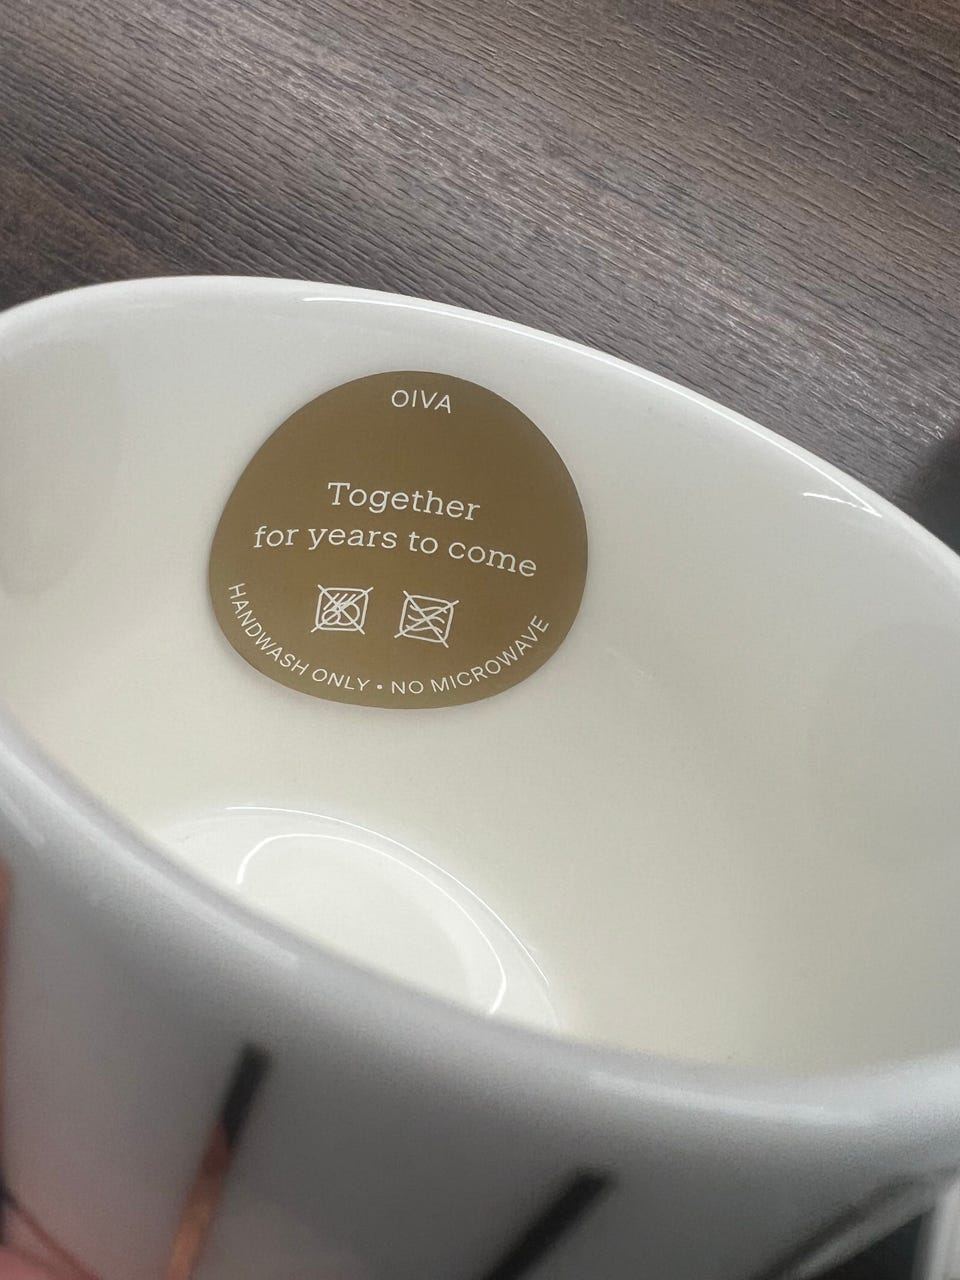 OIVA
Together
for years to come
HANDWASH ONLY • NO MICROWAVE